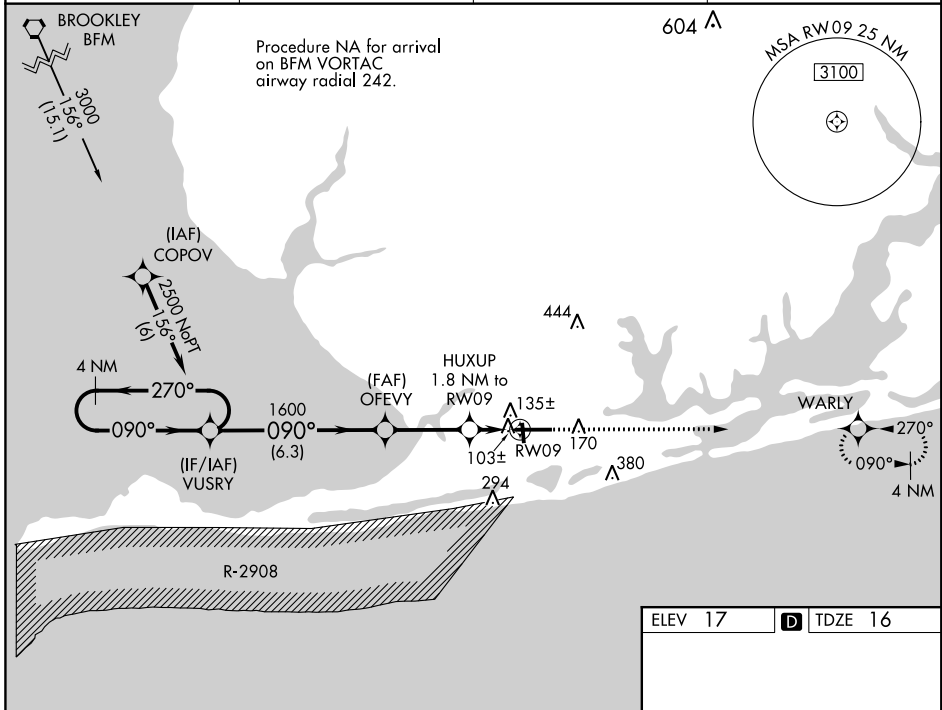 BROOKLEY
BFM
Procedure NA for arrival
on BFM VORTAC
airway radial 242.
604
MSA RW09 25 NM
3100
3000
156°
(15.1)
(IAF)
COPOV
2500 NoPT
156°
(6)
4 NM
270°
090°
(IF/IAF)
VUSRY
1600
090°
(6.3)
(FAF)
OFEVY
HUXUP
1.8 NM to
RW09
444
135±
103±
RW09
170
380
294
WARLY
270°
090°
4 NM
R-2908
ELEV 17
D
TDZE 16